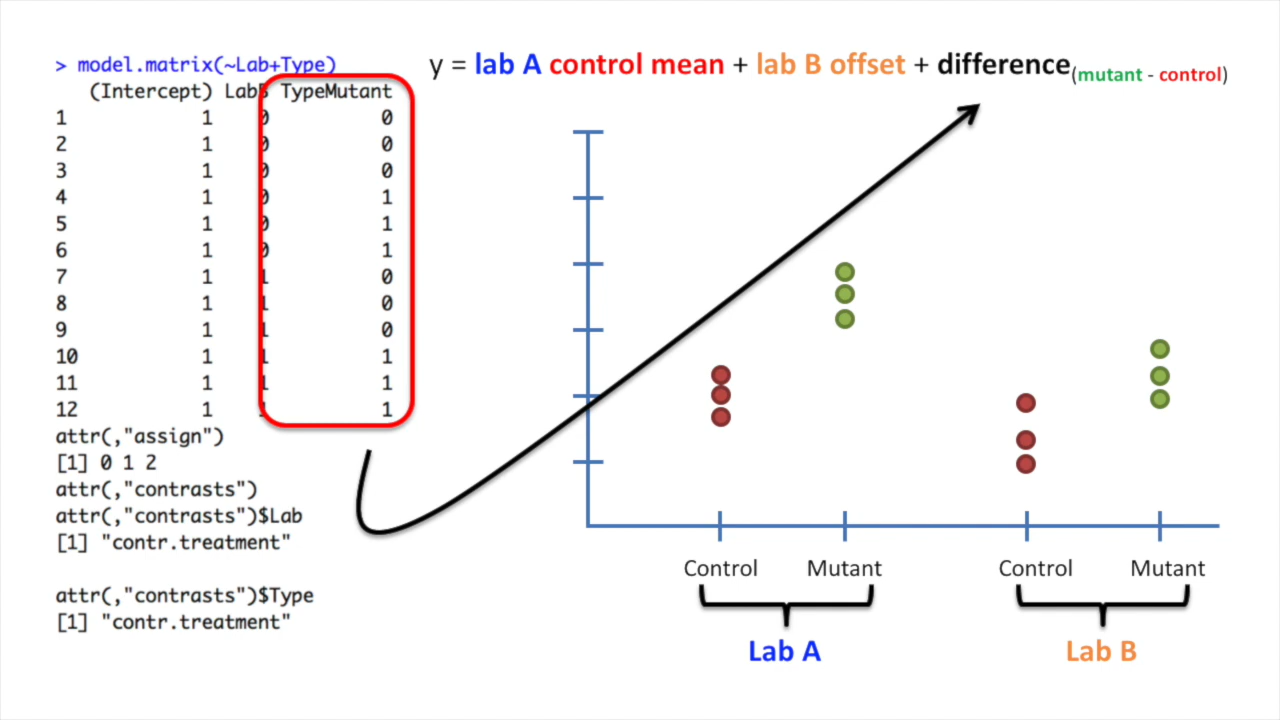 > model.matrix(~Lab+Type)
(Intercept) LabB TypeMutant
1 1 0 0
2 1 0 0
3 1 0 0
4 1 0 1
5 1 0 1
6 1 0 1
7 1 1 0
8 1 1 0
9 1 1 0
10 1 1 1
11 1 1 1
12 1 1 1
attr(,"assign")
[1] 0 1 2
attr(,"contrasts")
attr(,"contrasts")$Lab
[1] "contr.treatment"
attr(,"contrasts")$Type
[1] "contr.treatment"
y = lab A control mean + lab B offset + difference(mutant - control)
Control Mutant Control Mutant
Lab A Lab B